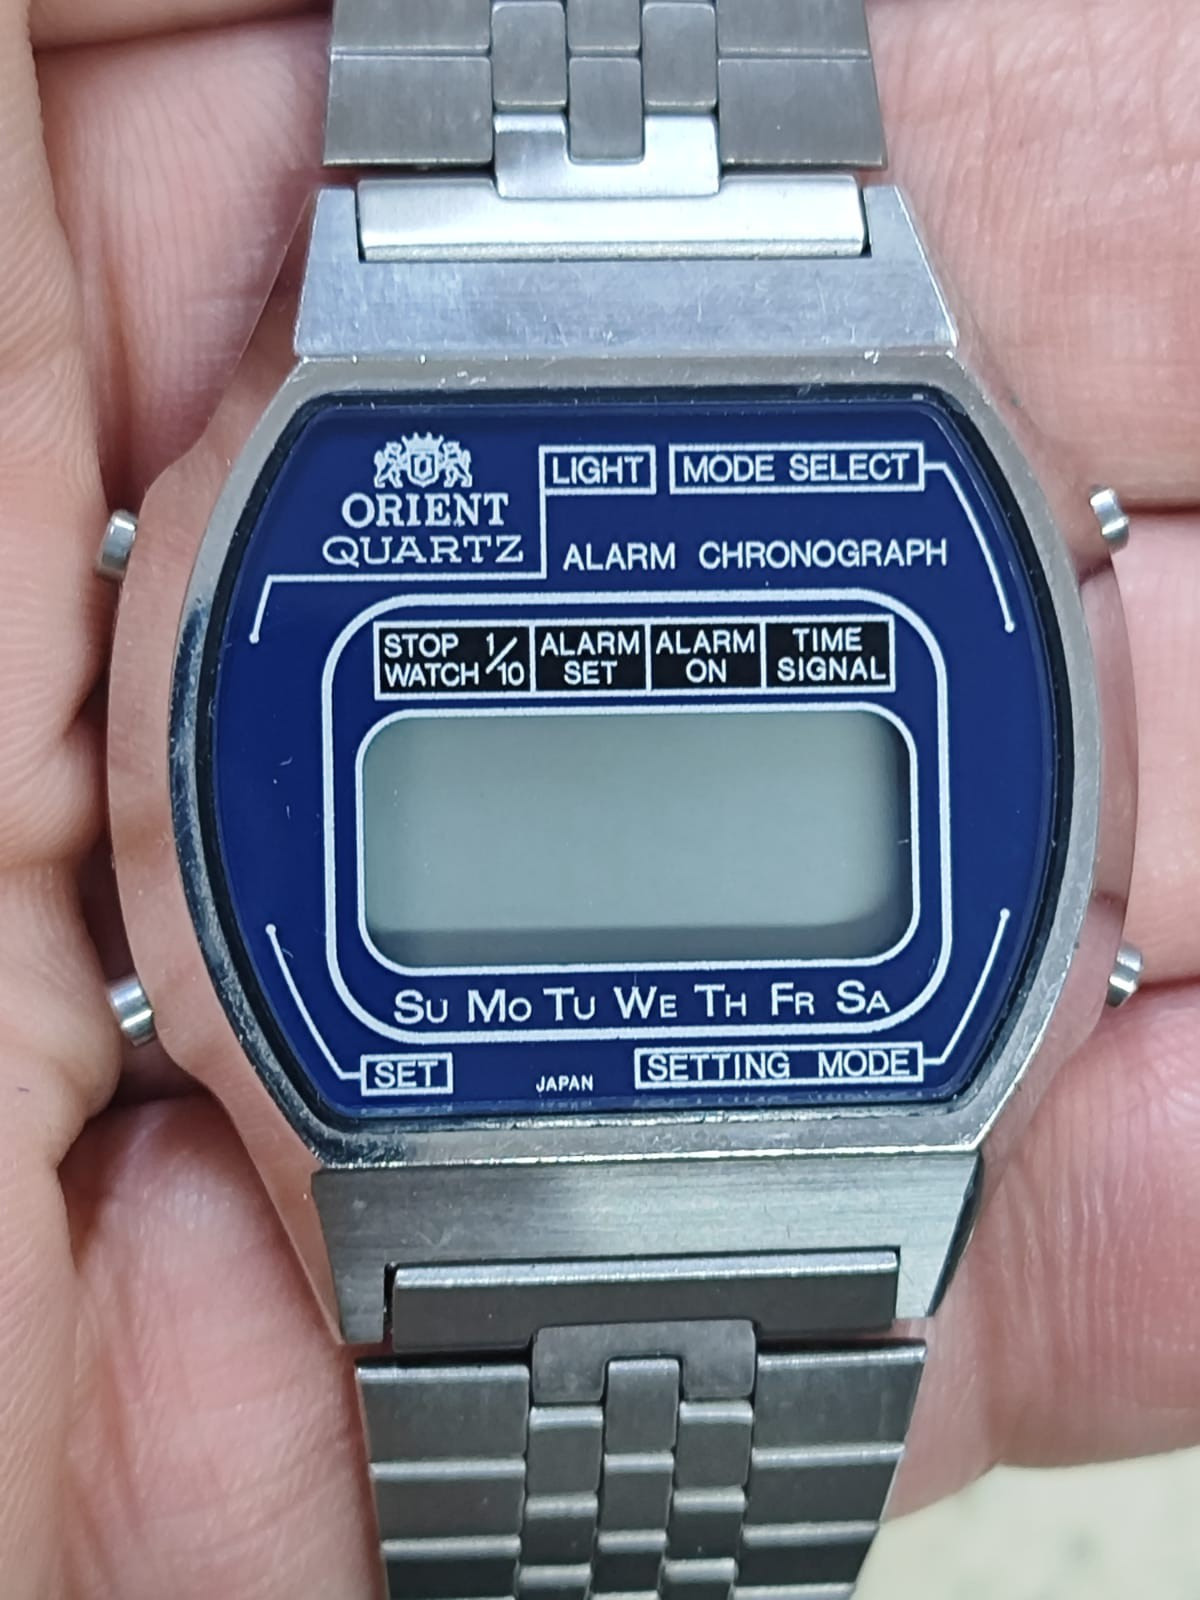 LIGHT MODE SELECT
ORIENT
QUARTZ
ALARM CHRONOGRAPH
STOP WATCH 1/10 ALARM SET ALARM ON TIME SIGNAL
SU MO TU WE TH FR SA
SET JAPAN SETTING MODE